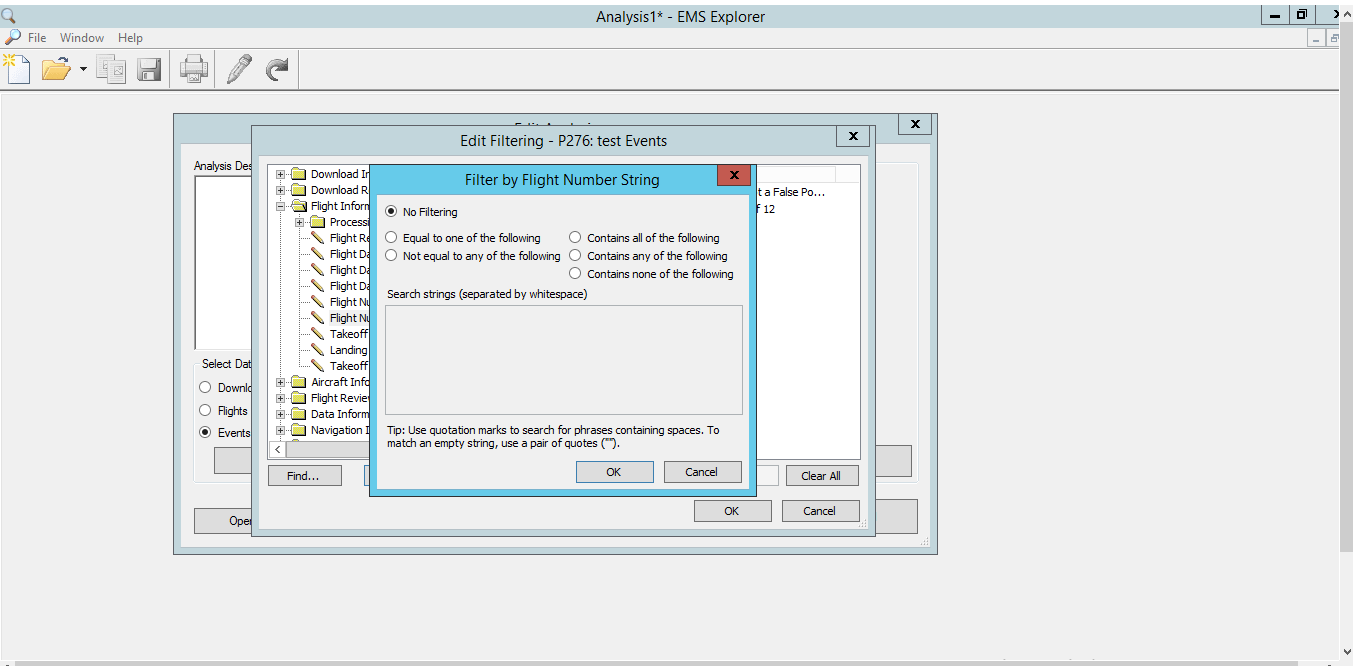 Analysis1* - EMS Explorer
File Window Help
Edit Filtering - P276: test Events
Analysis Des
Select Dat
Downlo
Flights
Events
Oper
Download In
Download R
Flight Inform
Processi
Flight Re
Flight Da
Flight Da
Flight Da
Flight Nu
Flight Nu
Takeoff
Landing
Takeoff
Aircraft Info
Flight Review
Data Inform
Navigation I
t a False Po...
f 12
Find...
Clear All
OK Cancel
Filter by Flight Number String
No Filtering
Equal to one of the following Contains all of the following
Not equal to any of the following Contains any of the following
Contains none of the following
Search strings (separated by whitespace)
Tip: Use quotation marks to search for phrases containing spaces. To
match an empty string, use a pair of quotes ("").
OK Cancel